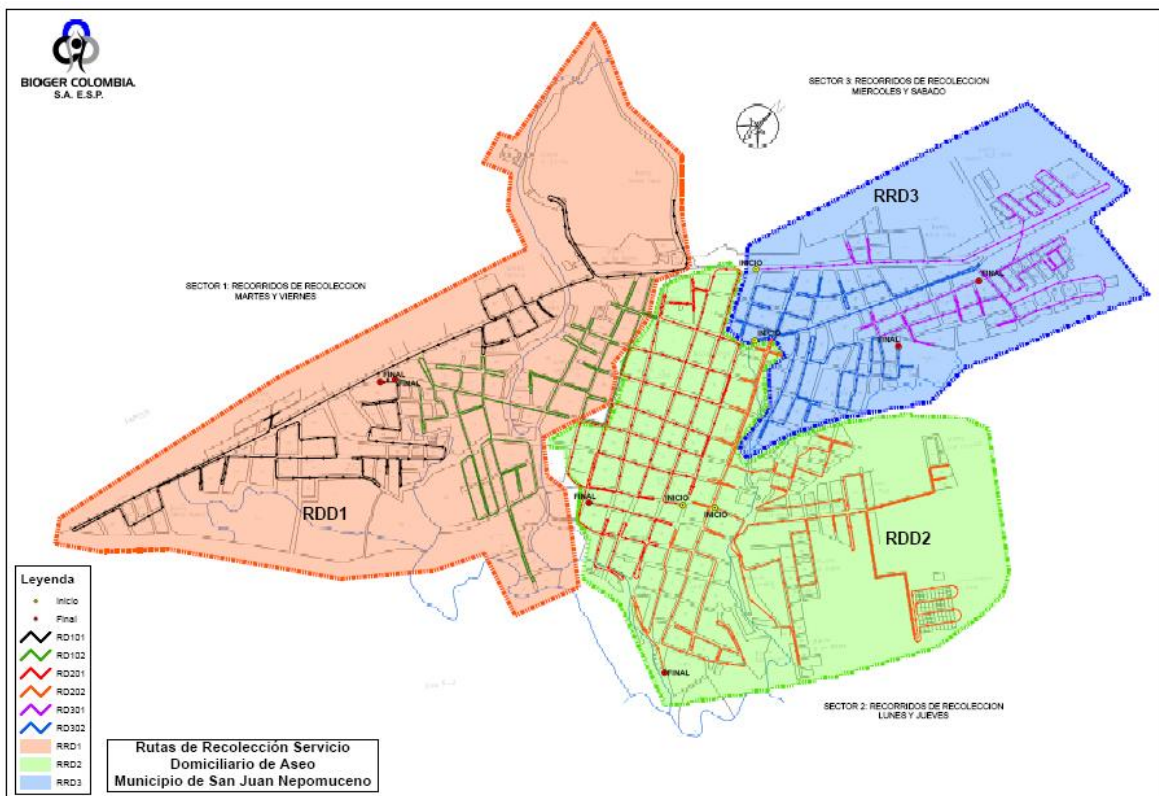 BIOGER COLOMBIA.
S.A. E.S.P.
SECTOR 3: RECORRIDOS DE RECOLECCION
MIERCOLES Y SABADO
RRD3
INICIO
FINAL
SECTOR 1: RECORRIDOS DE RECOLECCION
MARTES Y VIERNES
INICIO
FINAL
FINAL
FINAL
FINAL
INICIO
INICIO
RDD1
RDD2
FINAL
SECTOR 2: RECORRIDOS DE RECOLECCION
LUNES Y JUEVES
Leyenda
Inicio
Final
RD101
RD102
RD201
RD202
RD301
RD302
RRD1
RRD2
RRD3
Rutas de Recolección Servicio
Domiciliario de Aseo
Municipio de San Juan Nepomuceno